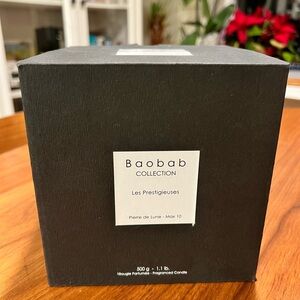 Baobab
COLLECTION
Les Prestigieuses
Pierre de Lune - Max 10
500 g - 1.1 lb.
Bougie Parfumée - Fragranced Candle